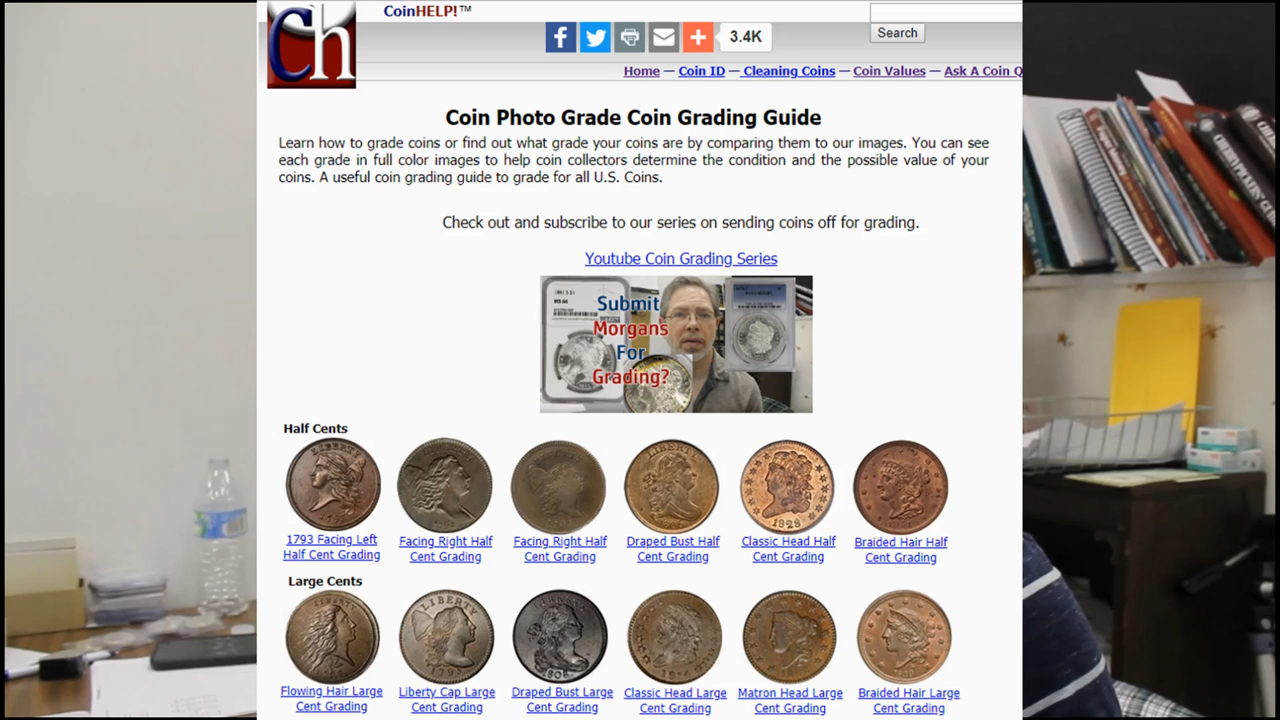 Ch
CoinHELP!™
3.4K
Search
Home — Coin ID — Cleaning Coins — Coin Values — Ask A Coin Q
Coin Photo Grade Coin Grading Guide
Learn how to grade coins or find out what grade your coins are by comparing them to our images. You can see
each grade in full color images to help coin collectors determine the condition and the possible value of your
coins. A useful coin grading guide to grade for all U.S. Coins.
Check out and subscribe to our series on sending coins off for grading.
Youtube Coin Grading Series
Submit
Morgans
For
Grading?
Half Cents
LIBERTY
1828
1793 Facing Left
Half Cent Grading
Facing Right Half
Cent Grading
Facing Right Half
Cent Grading
Draped Bust Half
Cent Grading
Classic Head Half
Cent Grading
Braided Hair Half
Cent Grading
Large Cents
LIBERTY
Flowing Hair Large
Cent Grading
Liberty Cap Large
Cent Grading
Draped Bust Large
Cent Grading
Classic Head Large
Cent Grading
Matron Head Large
Cent Grading
Braided Hair Large
Cent Grading